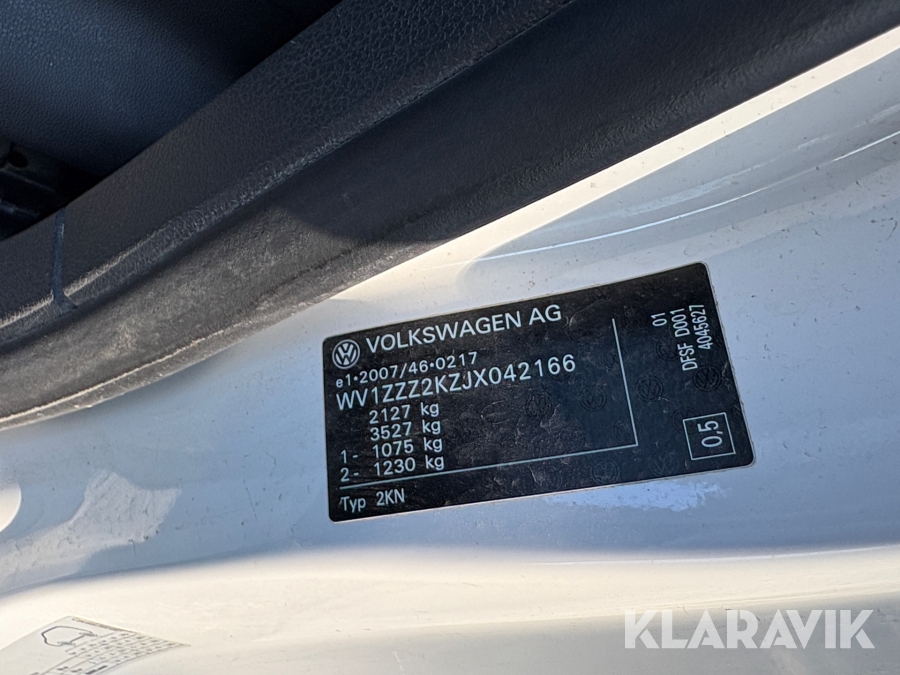 VOLKSWAGEN AG
e1*2007/46*0217
WV1ZZZ2KZJX042166
2127 kg
3527 kg
1- 1075 kg
2- 1230 kg
Typ 2KN
01
DFSF D001
4045627
0,5
KLARAVIK